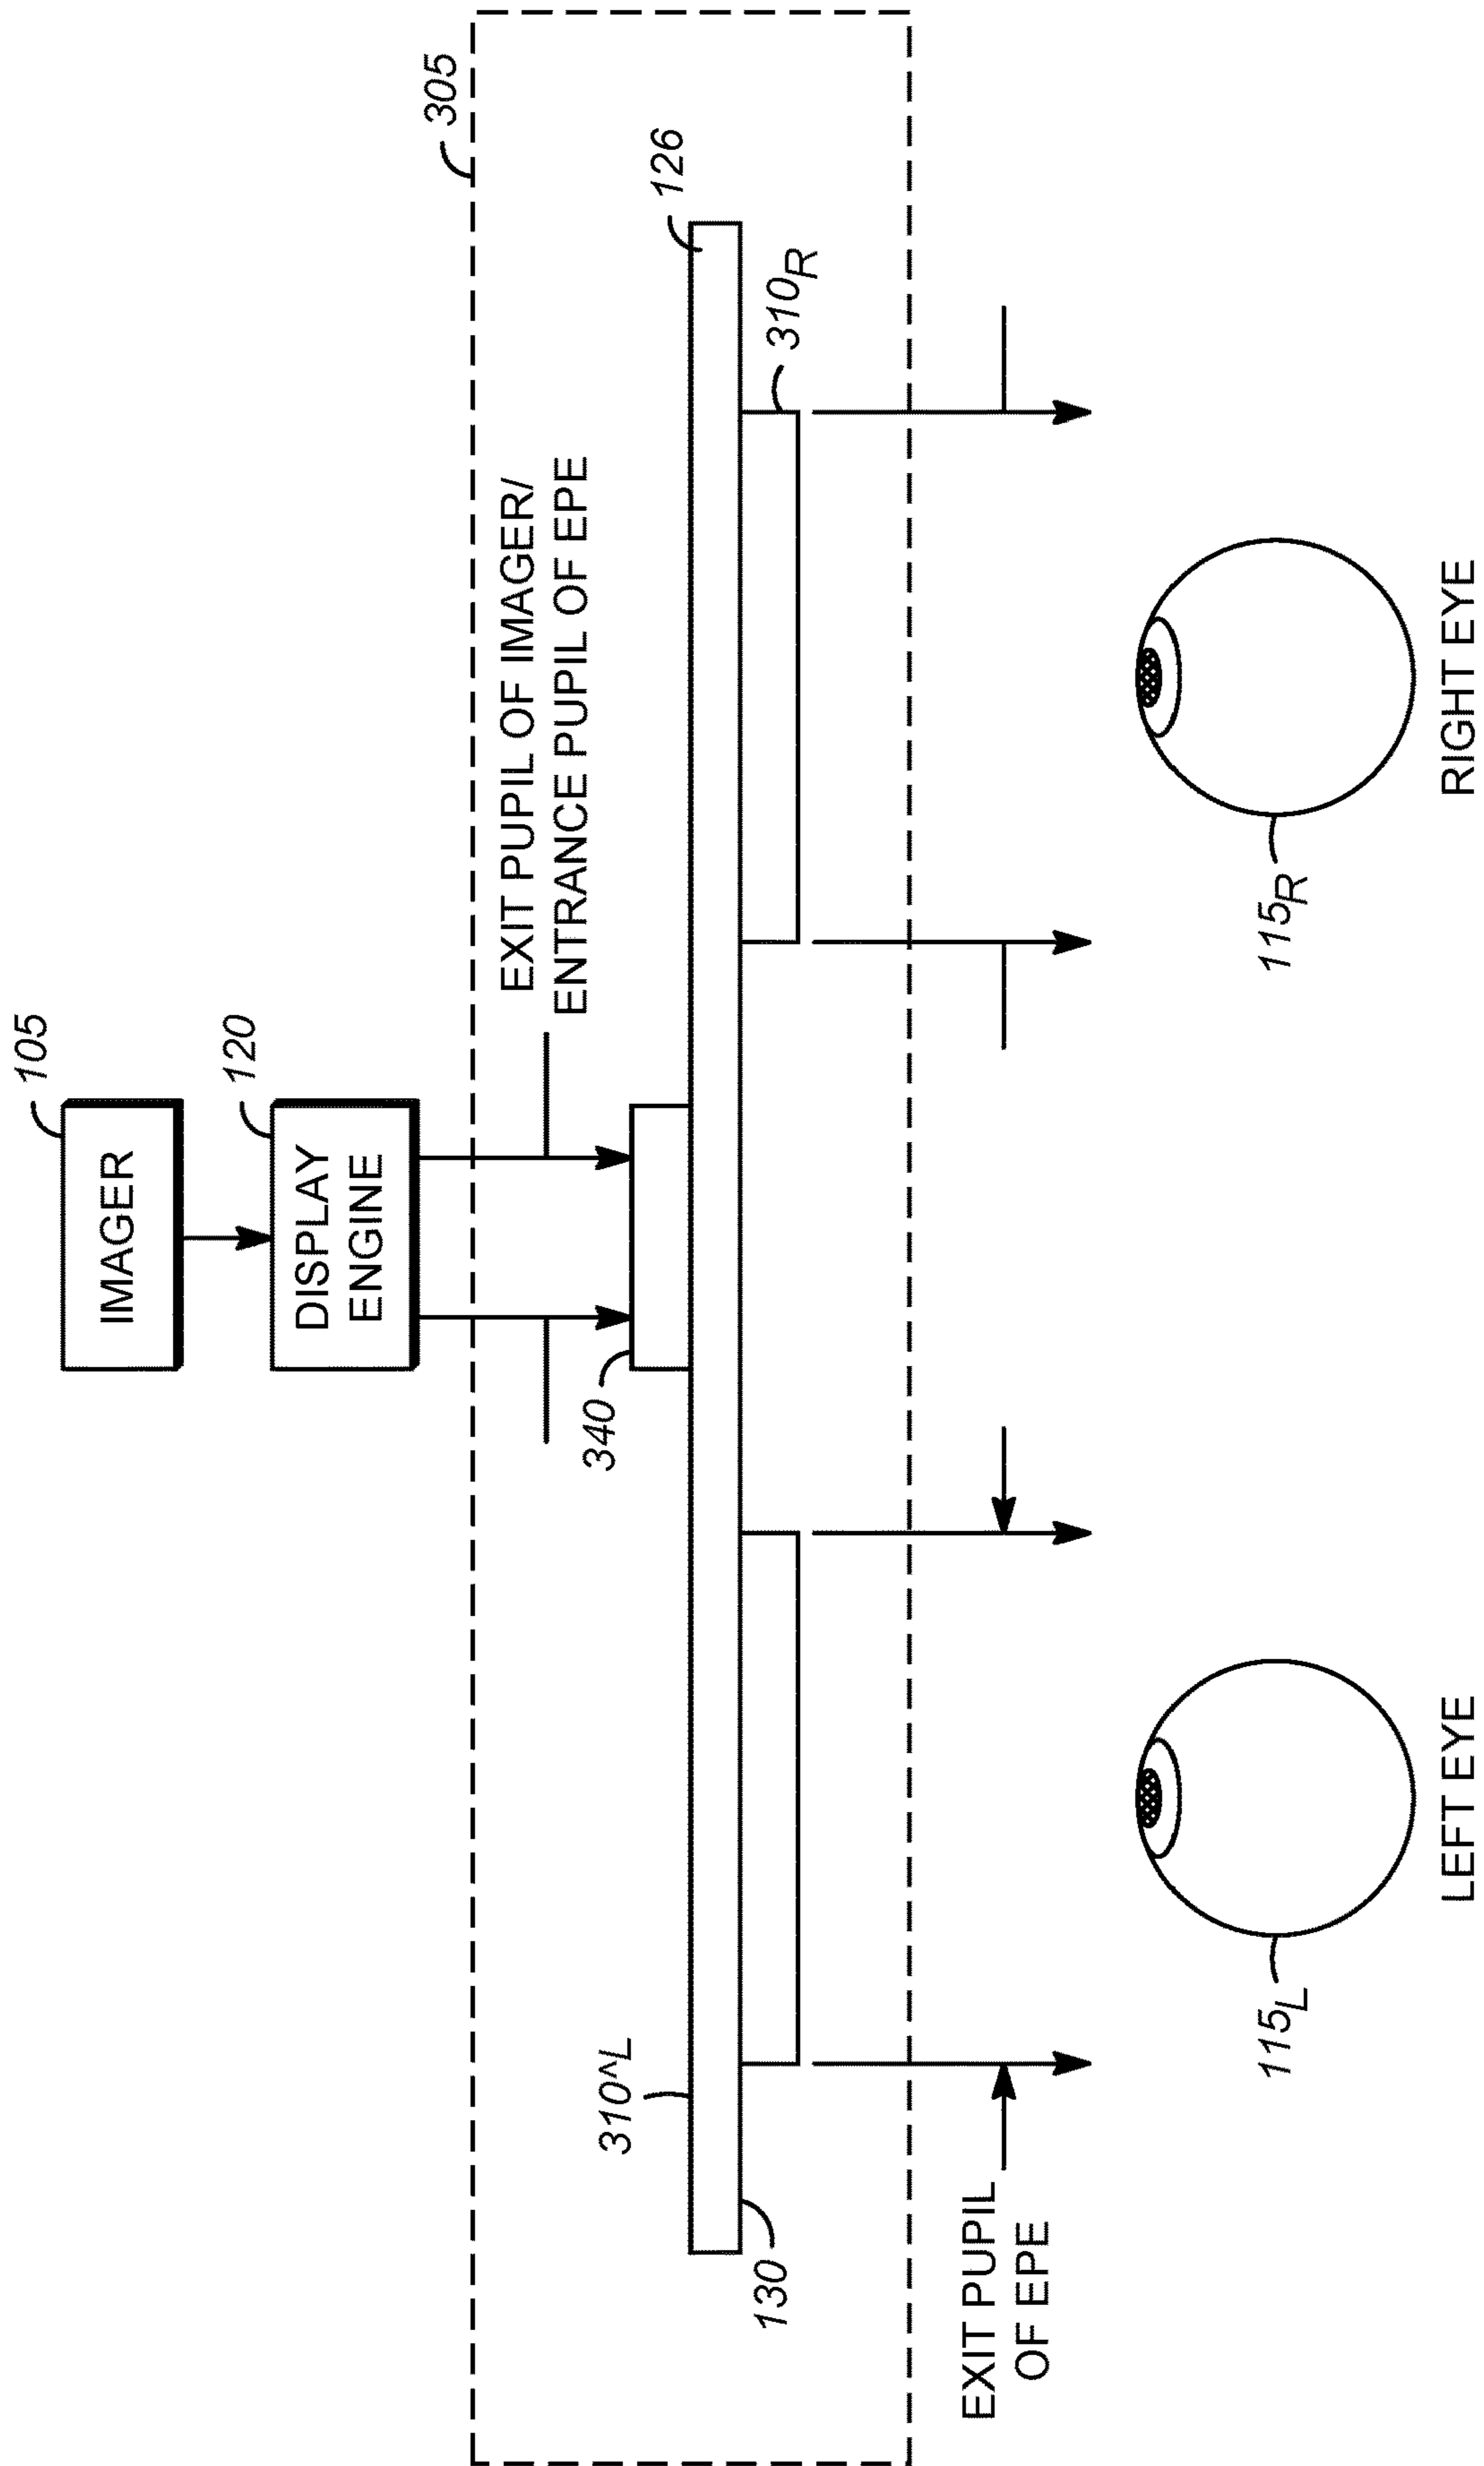 105
IMAGER
120
DISPLAY
ENGINE
305
EXIT PUPIL OF IMAGER/
ENTRANCE PUPIL OF EPE
340
126
310^L
310R
130
EXIT PUPIL
OF EPE
115L
115R
LEFT EYE
RIGHT EYE